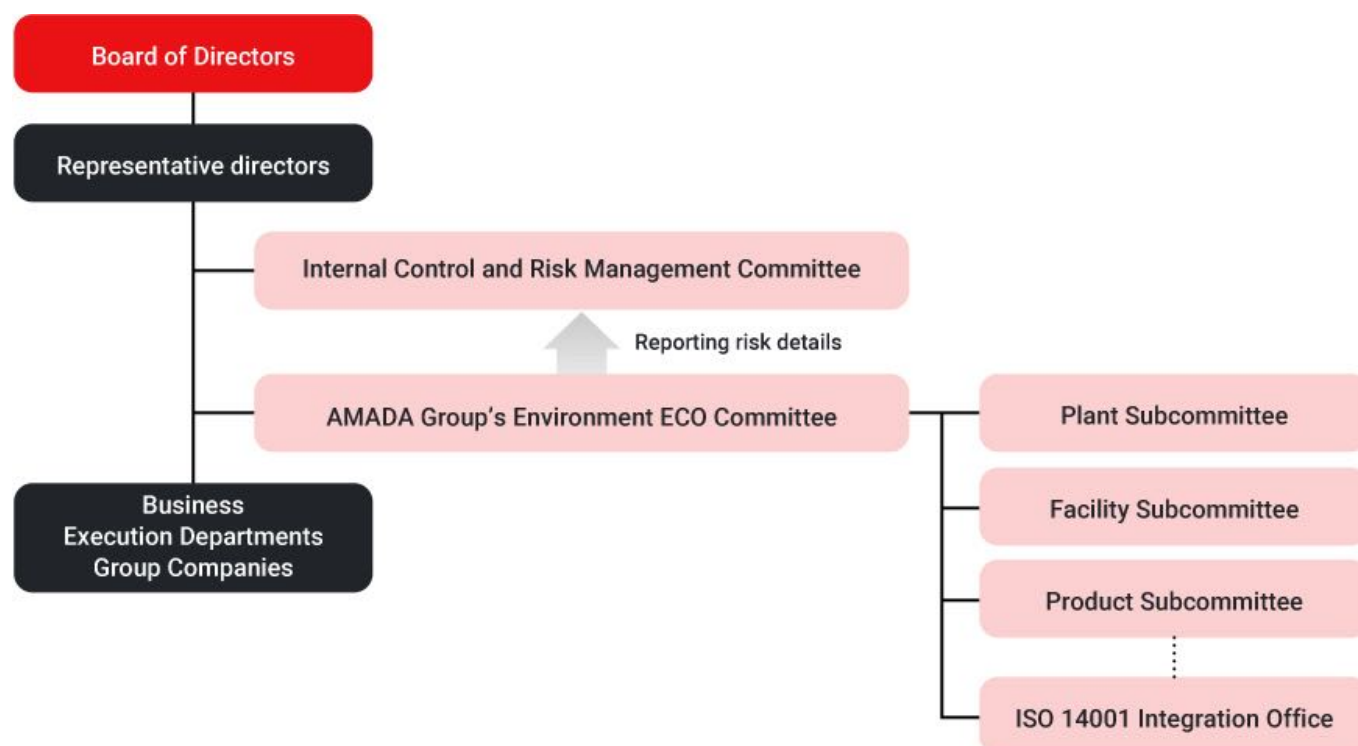 Board of Directors
Representative directors
Internal Control and Risk Management Committee
Reporting risk details
AMADA Group’s Environment ECO Committee
Plant Subcommittee
Facility Subcommittee
Product Subcommittee
ISO 14001 Integration Office
Business
Execution Departments
Group Companies